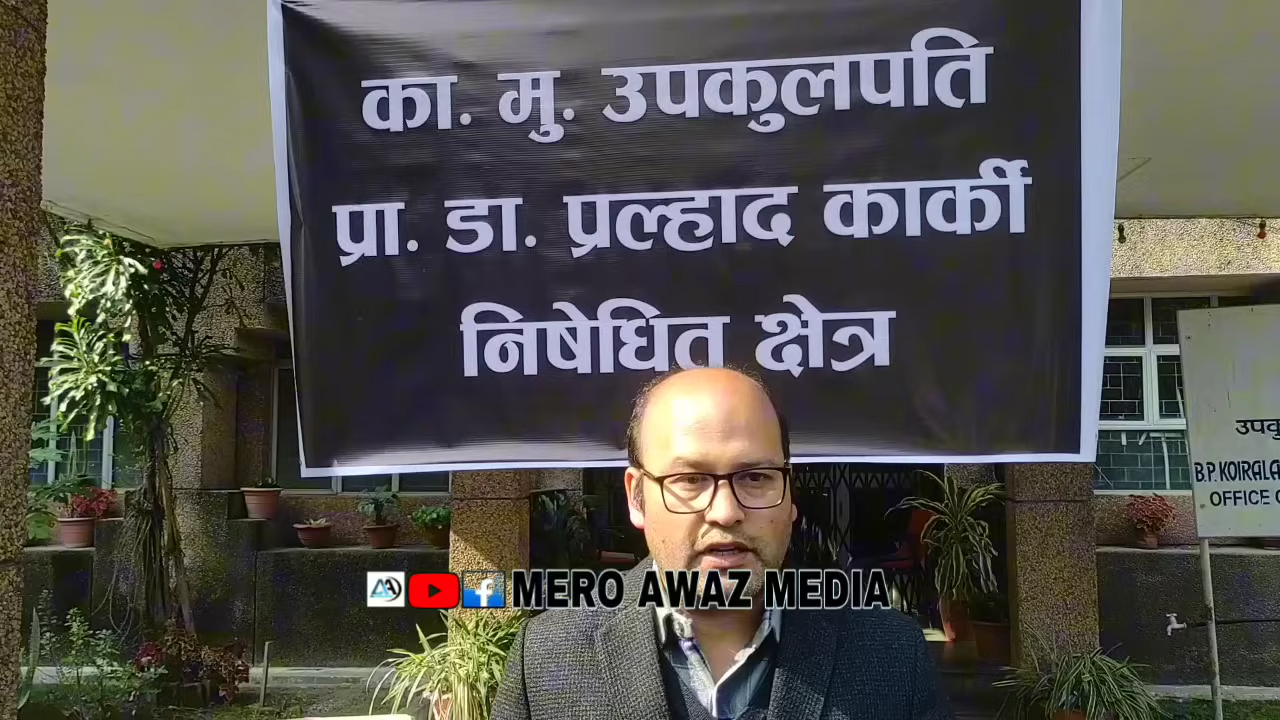 का. मु. उपकुलपति
प्रा. डा. प्रल्हाद कार्की
निषेधित क्षेत्र
B.P. KOIRALA
OFFICE
MERO AWAZ MEDIA